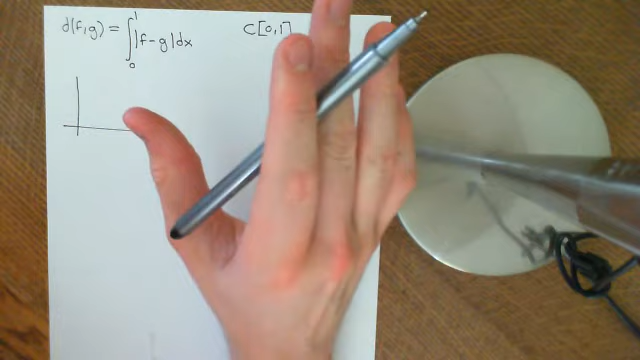 d(f,g) = ∫₀¹ |f-g|dx C[0,1]